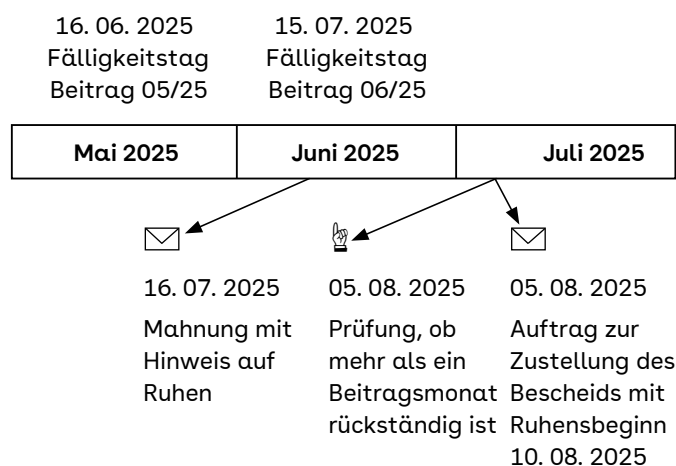 16. 06. 2025
Fälligkeitstag
Beitrag 05/25
15. 07. 2025
Fälligkeitstag
Beitrag 06/25
Mai 2025
Juni 2025
Juli 2025
16. 07. 2025
Mahnung mit
Hinweis auf
Ruhen
05. 08. 2025
Prüfung, ob
mehr als ein
Beitragsmonat
rückständig ist
05. 08. 2025
Auftrag zur
Zustellung des
Bescheids mit
Ruhensbeginn
10. 08. 2025